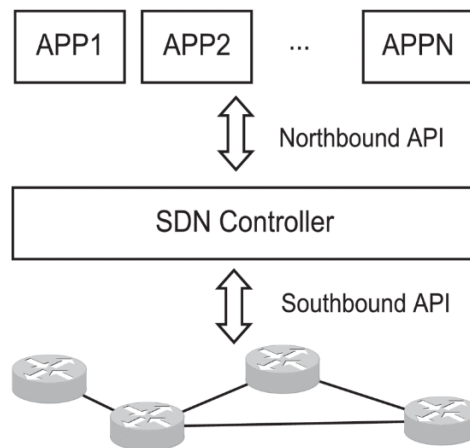 APP1 APP2 ... APPN
Northbound API
SDN Controller
Southbound API